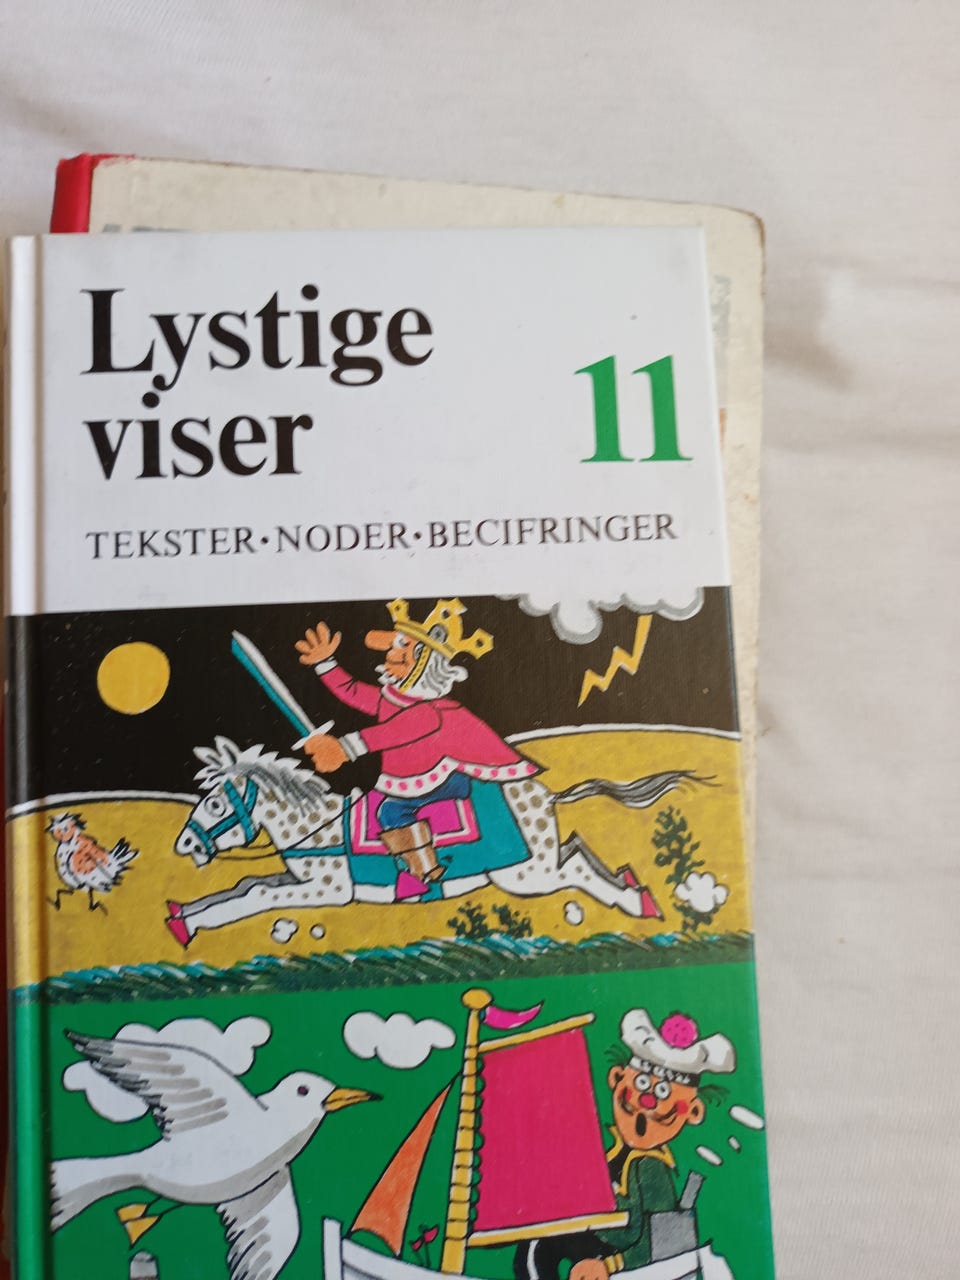 Lystige
viser
11
TEKSTER·NODER·BECIFRINGER